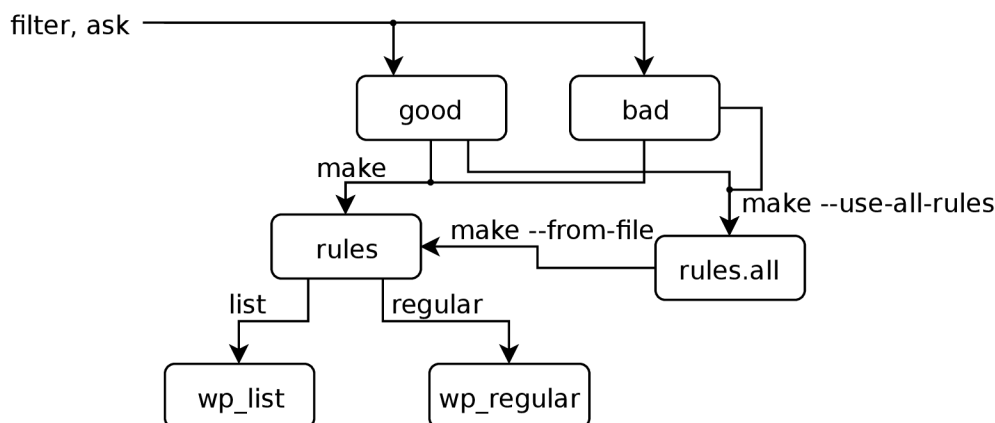 filter, ask
good
bad
make
make --use-all-rules
make --from-file
rules
rules.all
list
regular
wp_list
wp_regular